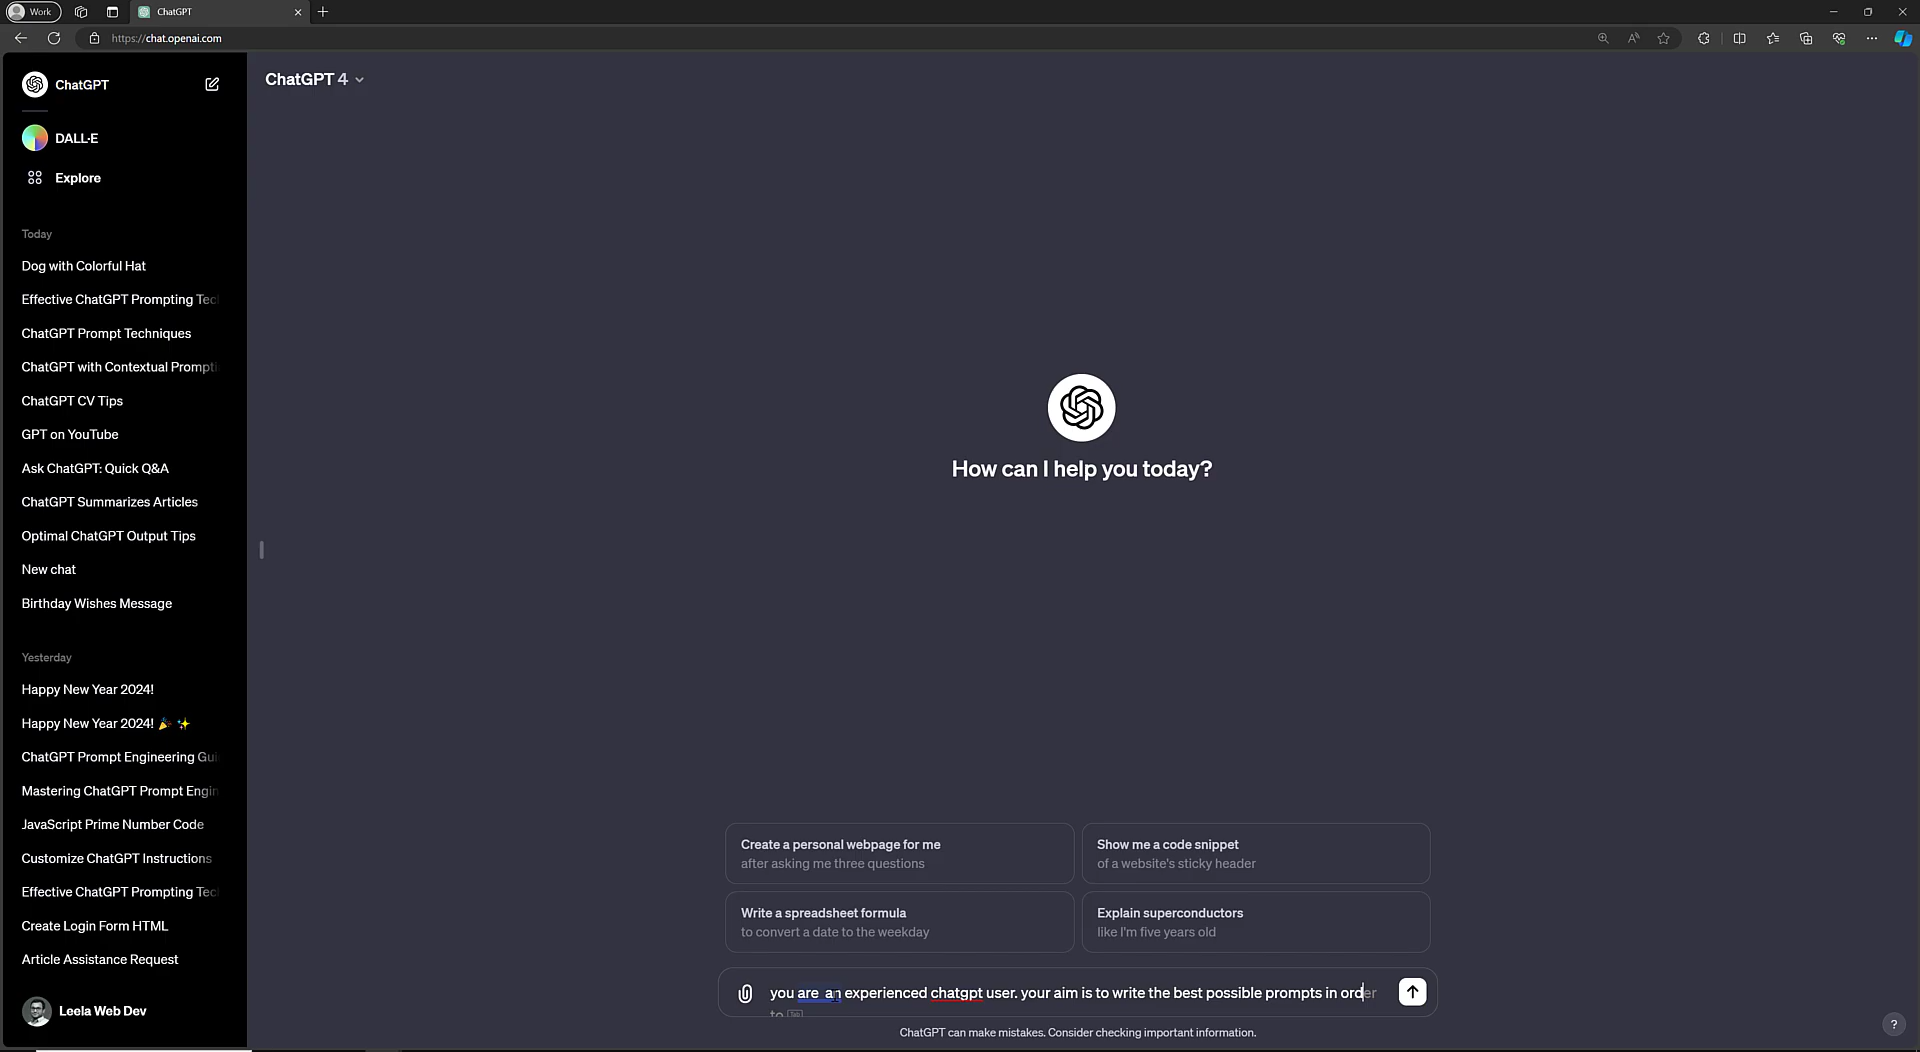 Work
ChatGPT
https://chat.openai.com
ChatGPT
DALL·E
Explore
Today
Dog with Colorful Hat
Effective ChatGPT Prompting Tec
ChatGPT Prompt Techniques
ChatGPT with Contextual Prompti
ChatGPT CV Tips
GPT on YouTube
Ask ChatGPT: Quick Q&A
ChatGPT Summarizes Articles
Optimal ChatGPT Output Tips
New chat
Birthday Wishes Message
Yesterday
Happy New Year 2024!
Happy New Year 2024! 🎉 ✨
ChatGPT Prompt Engineering Gui
Mastering ChatGPT Prompt Engin
JavaScript Prime Number Code
Customize ChatGPT Instructions
Effective ChatGPT Prompting Tec
Create Login Form HTML
Article Assistance Request
Leela Web Dev
ChatGPT 4
How can I help you today?
Create a personal webpage for me
after asking me three questions
Show me a code snippet
of a website's sticky header
Write a spreadsheet formula
to convert a date to the weekday
Explain superconductors
like I'm five years old
you are an experienced chatgpt user. your aim is to write the best possible prompts in order
to
ChatGPT can make mistakes. Consider checking important information.
?